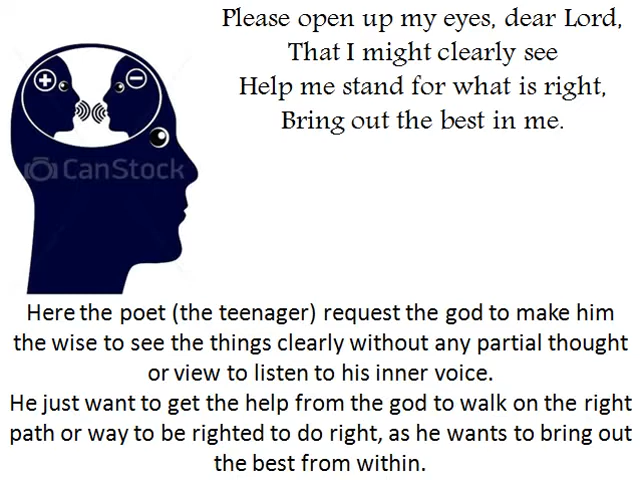 Please open up my eyes, dear Lord,
That I might clearly see
Help me stand for what is right,
Bring out the best in me.
CanStock
Here the poet (the teenager) request the god to make him
the wise to see the things clearly without any partial thought
or view to listen to his inner voice.
He just want to get the help from the god to walk on the right
path or way to be righted to do right, as he wants to bring out
the best from within.